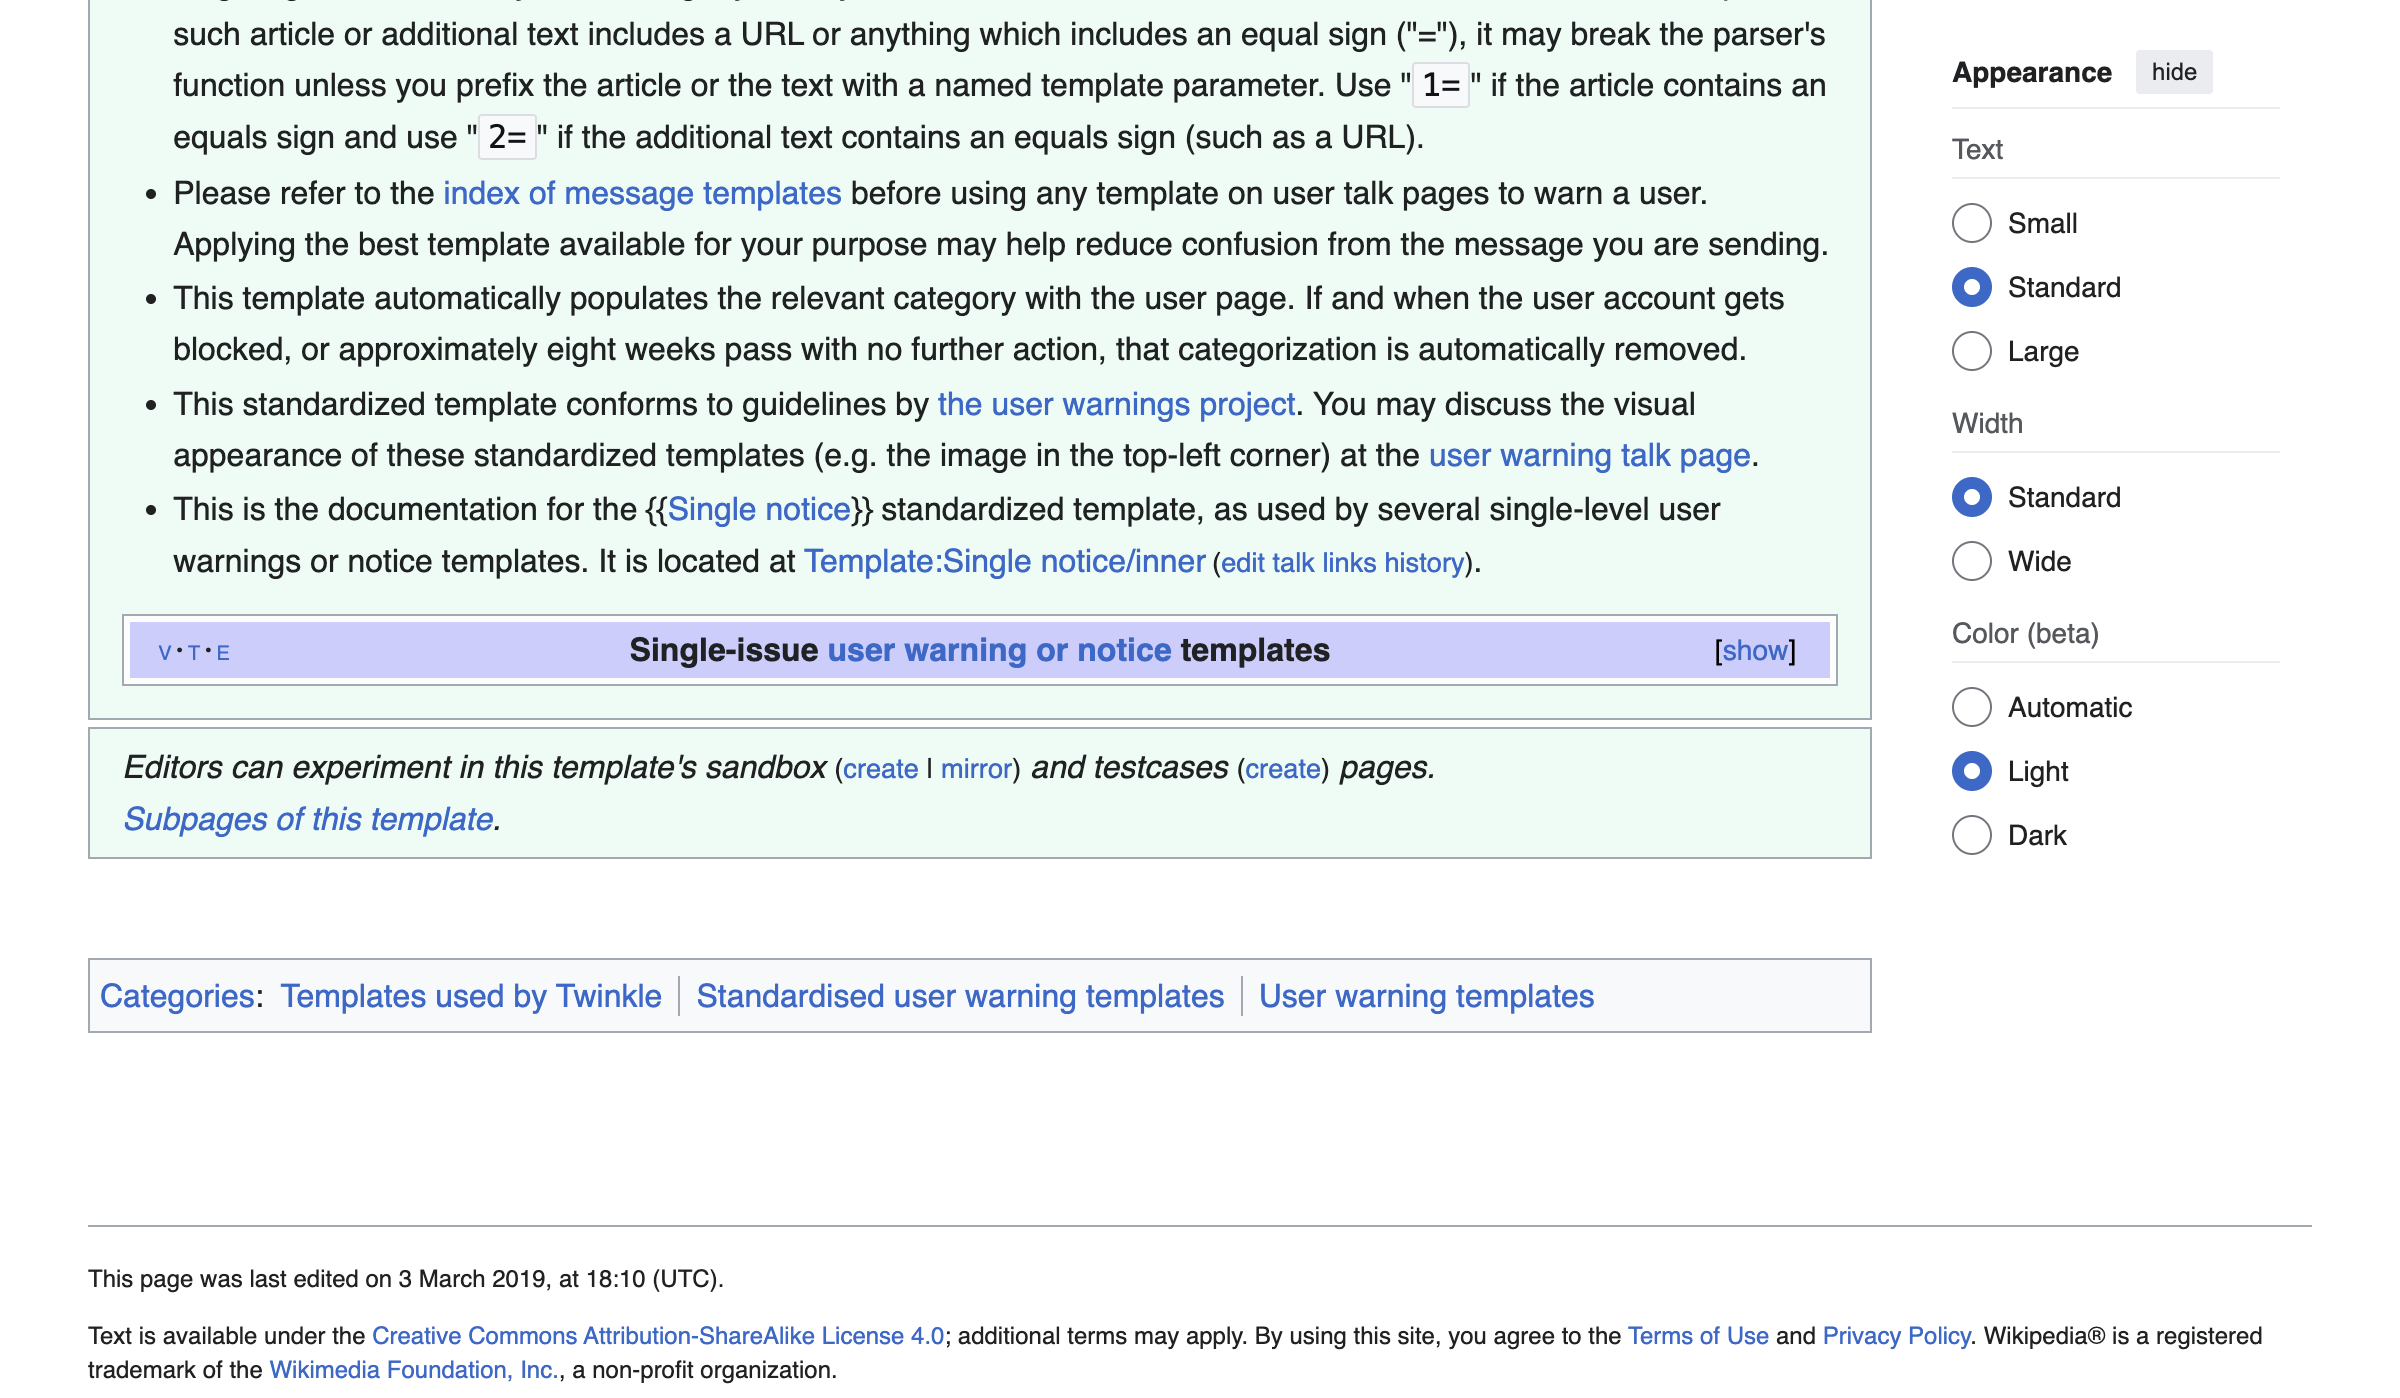 such article or additional text includes a URL or anything which includes an equal sign ("="), it may break the parser's
function unless you prefix the article or the text with a named template parameter. Use "1=" if the article contains an
equals sign and use "2=" if the additional text contains an equals sign (such as a URL).
• Please refer to the index of message templates before using any template on user talk pages to warn a user.
Applying the best template available for your purpose may help reduce confusion from the message you are sending.
• This template automatically populates the relevant category with the user page. If and when the user account gets
blocked, or approximately eight weeks pass with no further action, that categorization is automatically removed.
• This standardized template conforms to guidelines by the user warnings project. You may discuss the visual
appearance of these standardized templates (e.g. the image in the top-left corner) at the user warning talk page.
• This is the documentation for the {{Single notice}} standardized template, as used by several single-level user
warnings or notice templates. It is located at Template:Single notice/inner (edit talk links history).
V · T · E Single-issue user warning or notice templates [show]
Editors can experiment in this template's sandbox (create | mirror) and testcases (create) pages.
Subpages of this template.
Categories: Templates used by Twinkle | Standardised user warning templates | User warning templates
Appearance hide
Text
Small
Standard
Large
Width
Standard
Wide
Color (beta)
Automatic
Light
Dark
This page was last edited on 3 March 2019, at 18:10 (UTC).
Text is available under the Creative Commons Attribution-ShareAlike License 4.0; additional terms may apply. By using this site, you agree to the Terms of Use and Privacy Policy. Wikipedia® is a registered
trademark of the Wikimedia Foundation, Inc., a non-profit organization.